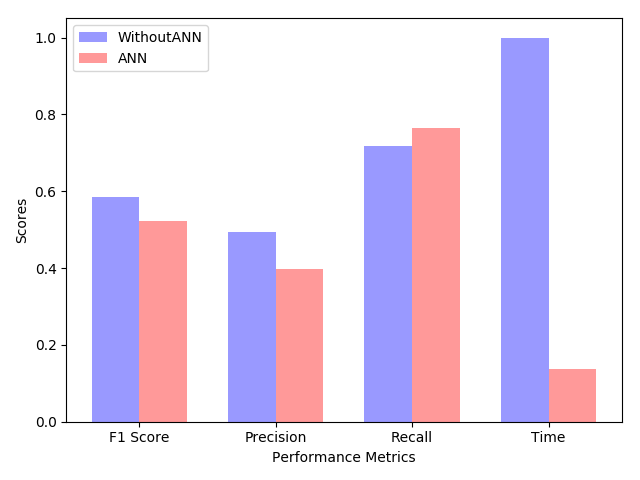 WithoutANN
ANN
1.0
0.8
0.6
0.4
0.2
0.0
Scores
F1 Score Precision Recall Time
Performance Metrics